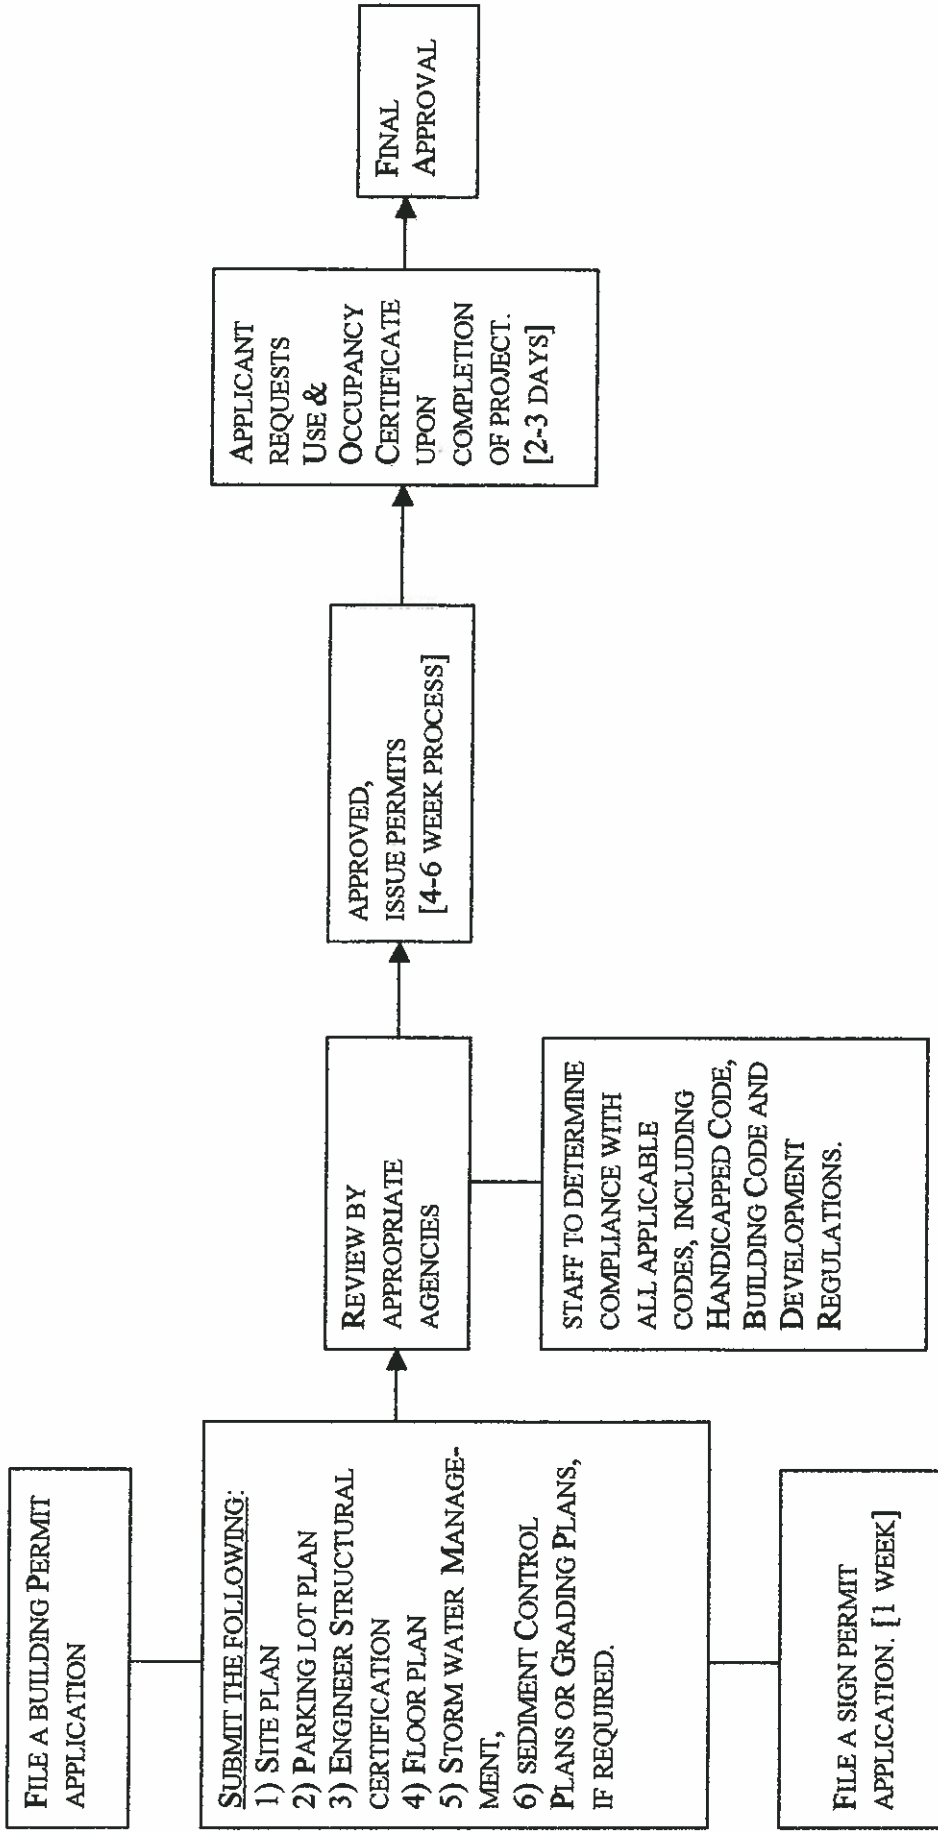 FILE A BUILDING PERMIT
APPLICATION
SUBMIT THE FOLLOWING:
1) SITE PLAN
2) PARKING LOT PLAN
3) ENGINEER STRUCTURAL
CERTIFICATION
4) FLOOR PLAN
5) STORM WATER MANAGE-
MENT,
6) SEDIMENT CONTROL
PLANS OR GRADING PLANS,
IF REQUIRED.
FILE A SIGN PERMIT
APPLICATION. [1 WEEK]
REVIEW BY
APPROPRIATE
AGENCIES
STAFF TO DETERMINE
COMPLIANCE WITH
ALL APPLICABLE
CODES, INCLUDING
HANDICAPPED CODE,
BUILDING CODE AND
DEVELOPMENT
REGULATIONS.
APPROVED,
ISSUE PERMITS
[4-6 WEEK PROCESS]
APPLICANT
REQUESTS
USE &
OCCUPANCY
CERTIFICATE
UPON
COMPLETION
OF PROJECT.
[2-3 DAYS]
FINAL
APPROVAL